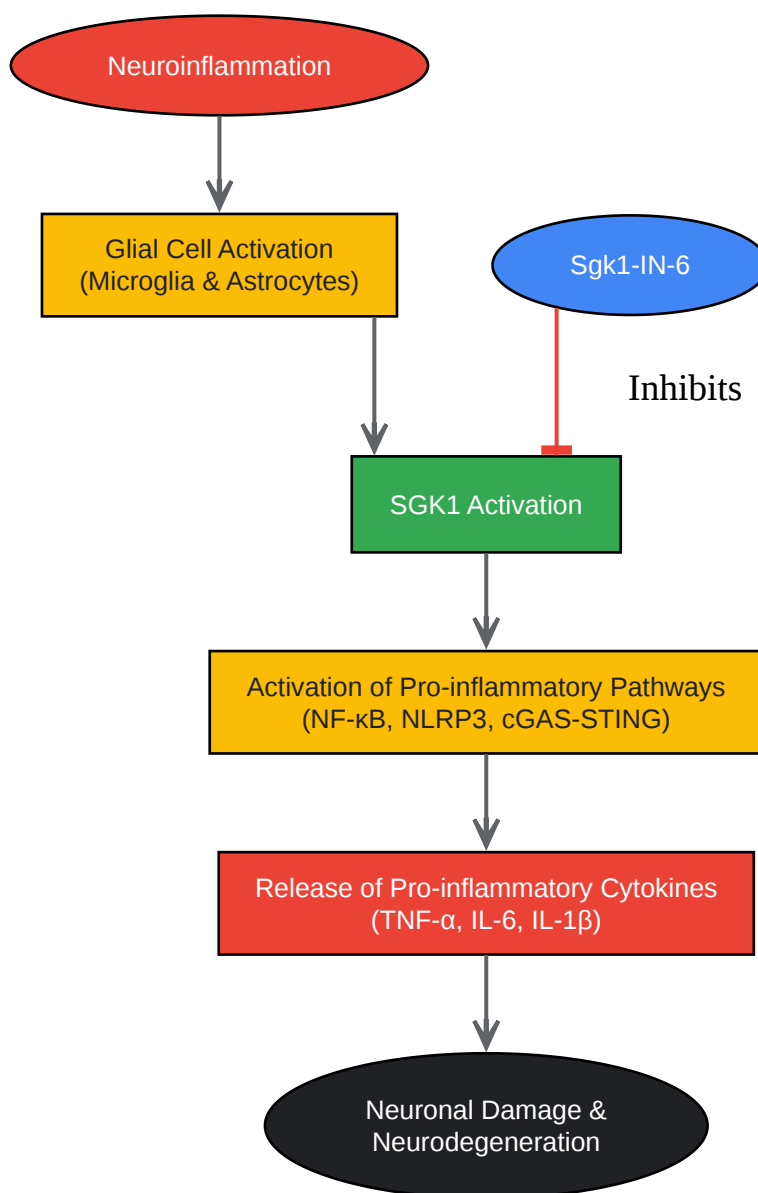 Neuroinflammation
Glial Cell Activation
(Microglia & Astrocytes)
Sgk1-IN-6
Inhibits
SGK1 Activation
Activation of Pro-inflammatory Pathways
(NF-κB, NLRP3, cGAS-STING)
Release of Pro-inflammatory Cytokines
(TNF-α, IL-6, IL-1β)
Neuronal Damage &
Neurodegeneration